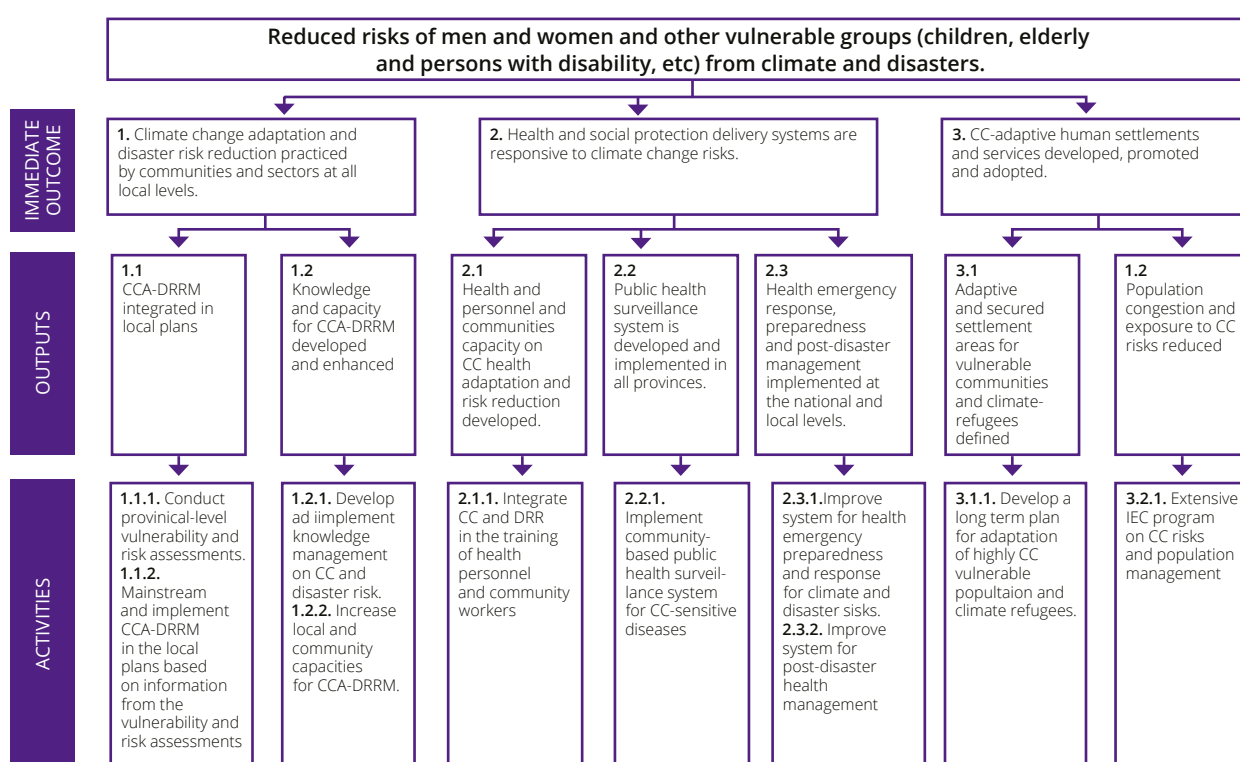 Reduced risks of men and women and other vulnerable groups (children, elderly
and persons with disability, etc) from climate and disasters.
IMMEDIATE
OUTCOME
1. Climate change adaptation and
disaster risk reduction practiced
by communities and sectors at all
local levels.
2. Health and social protection delivery systems are
responsive to climate change risks.
3. CC-adaptive human settlements
and services developed, promoted
and adopted.
OUTPUTS
1.1
CCA-DRRM
integrated in
local plans
1.2
Knowledge
and capacity
for CCA-DRRM
developed
and enhanced
2.1
Health and
personnel and
communities
capacity on
CC health
adaptation and
risk reduction
developed.
2.2
Public health
surveillance
system is
developed and
implemented in
all provinces.
2.3
Health emergency
response,
preparedness
and post-disaster
management
implemented at
the national and
local levels.
3.1
Adaptive
and secured
settlement
areas for
vulnerable
communities
and climate-
refugees
defined
1.2
Population
congestion and
exposure to CC
risks reduced
ACTIVITIES
1.1.1. Conduct
provinical-level
vulnerability and
risk assessments.
1.1.2.
Mainstream
and implement
CCA-DRRM
in the local
plans based
on information
from the
vulnerability and
risk assessments
1.2.1. Develop
ad iimplement
knowledge
management
on CC and
disaster risk.
1.2.2. Increase
local and
community
capacities
for CCA-DRRM.
2.1.1. Integrate
CC and DRR
in the training
of health
personnel
and community
workers
2.2.1.
Implement
community-
based public
health surveil-
lance system
for CC-sensitive
diseases
2.3.1.Improve
system for health
emergency
preparedness
and response
for climate and
disaster sisks.
2.3.2. Improve
system for
post-disaster
health
management
3.1.1. Develop a
long term plan
for adaptation
of highly CC
vulnerable
popultaion and
climate refugees.
3.2.1. Extensive
IEC program
on CC risks
and population
management